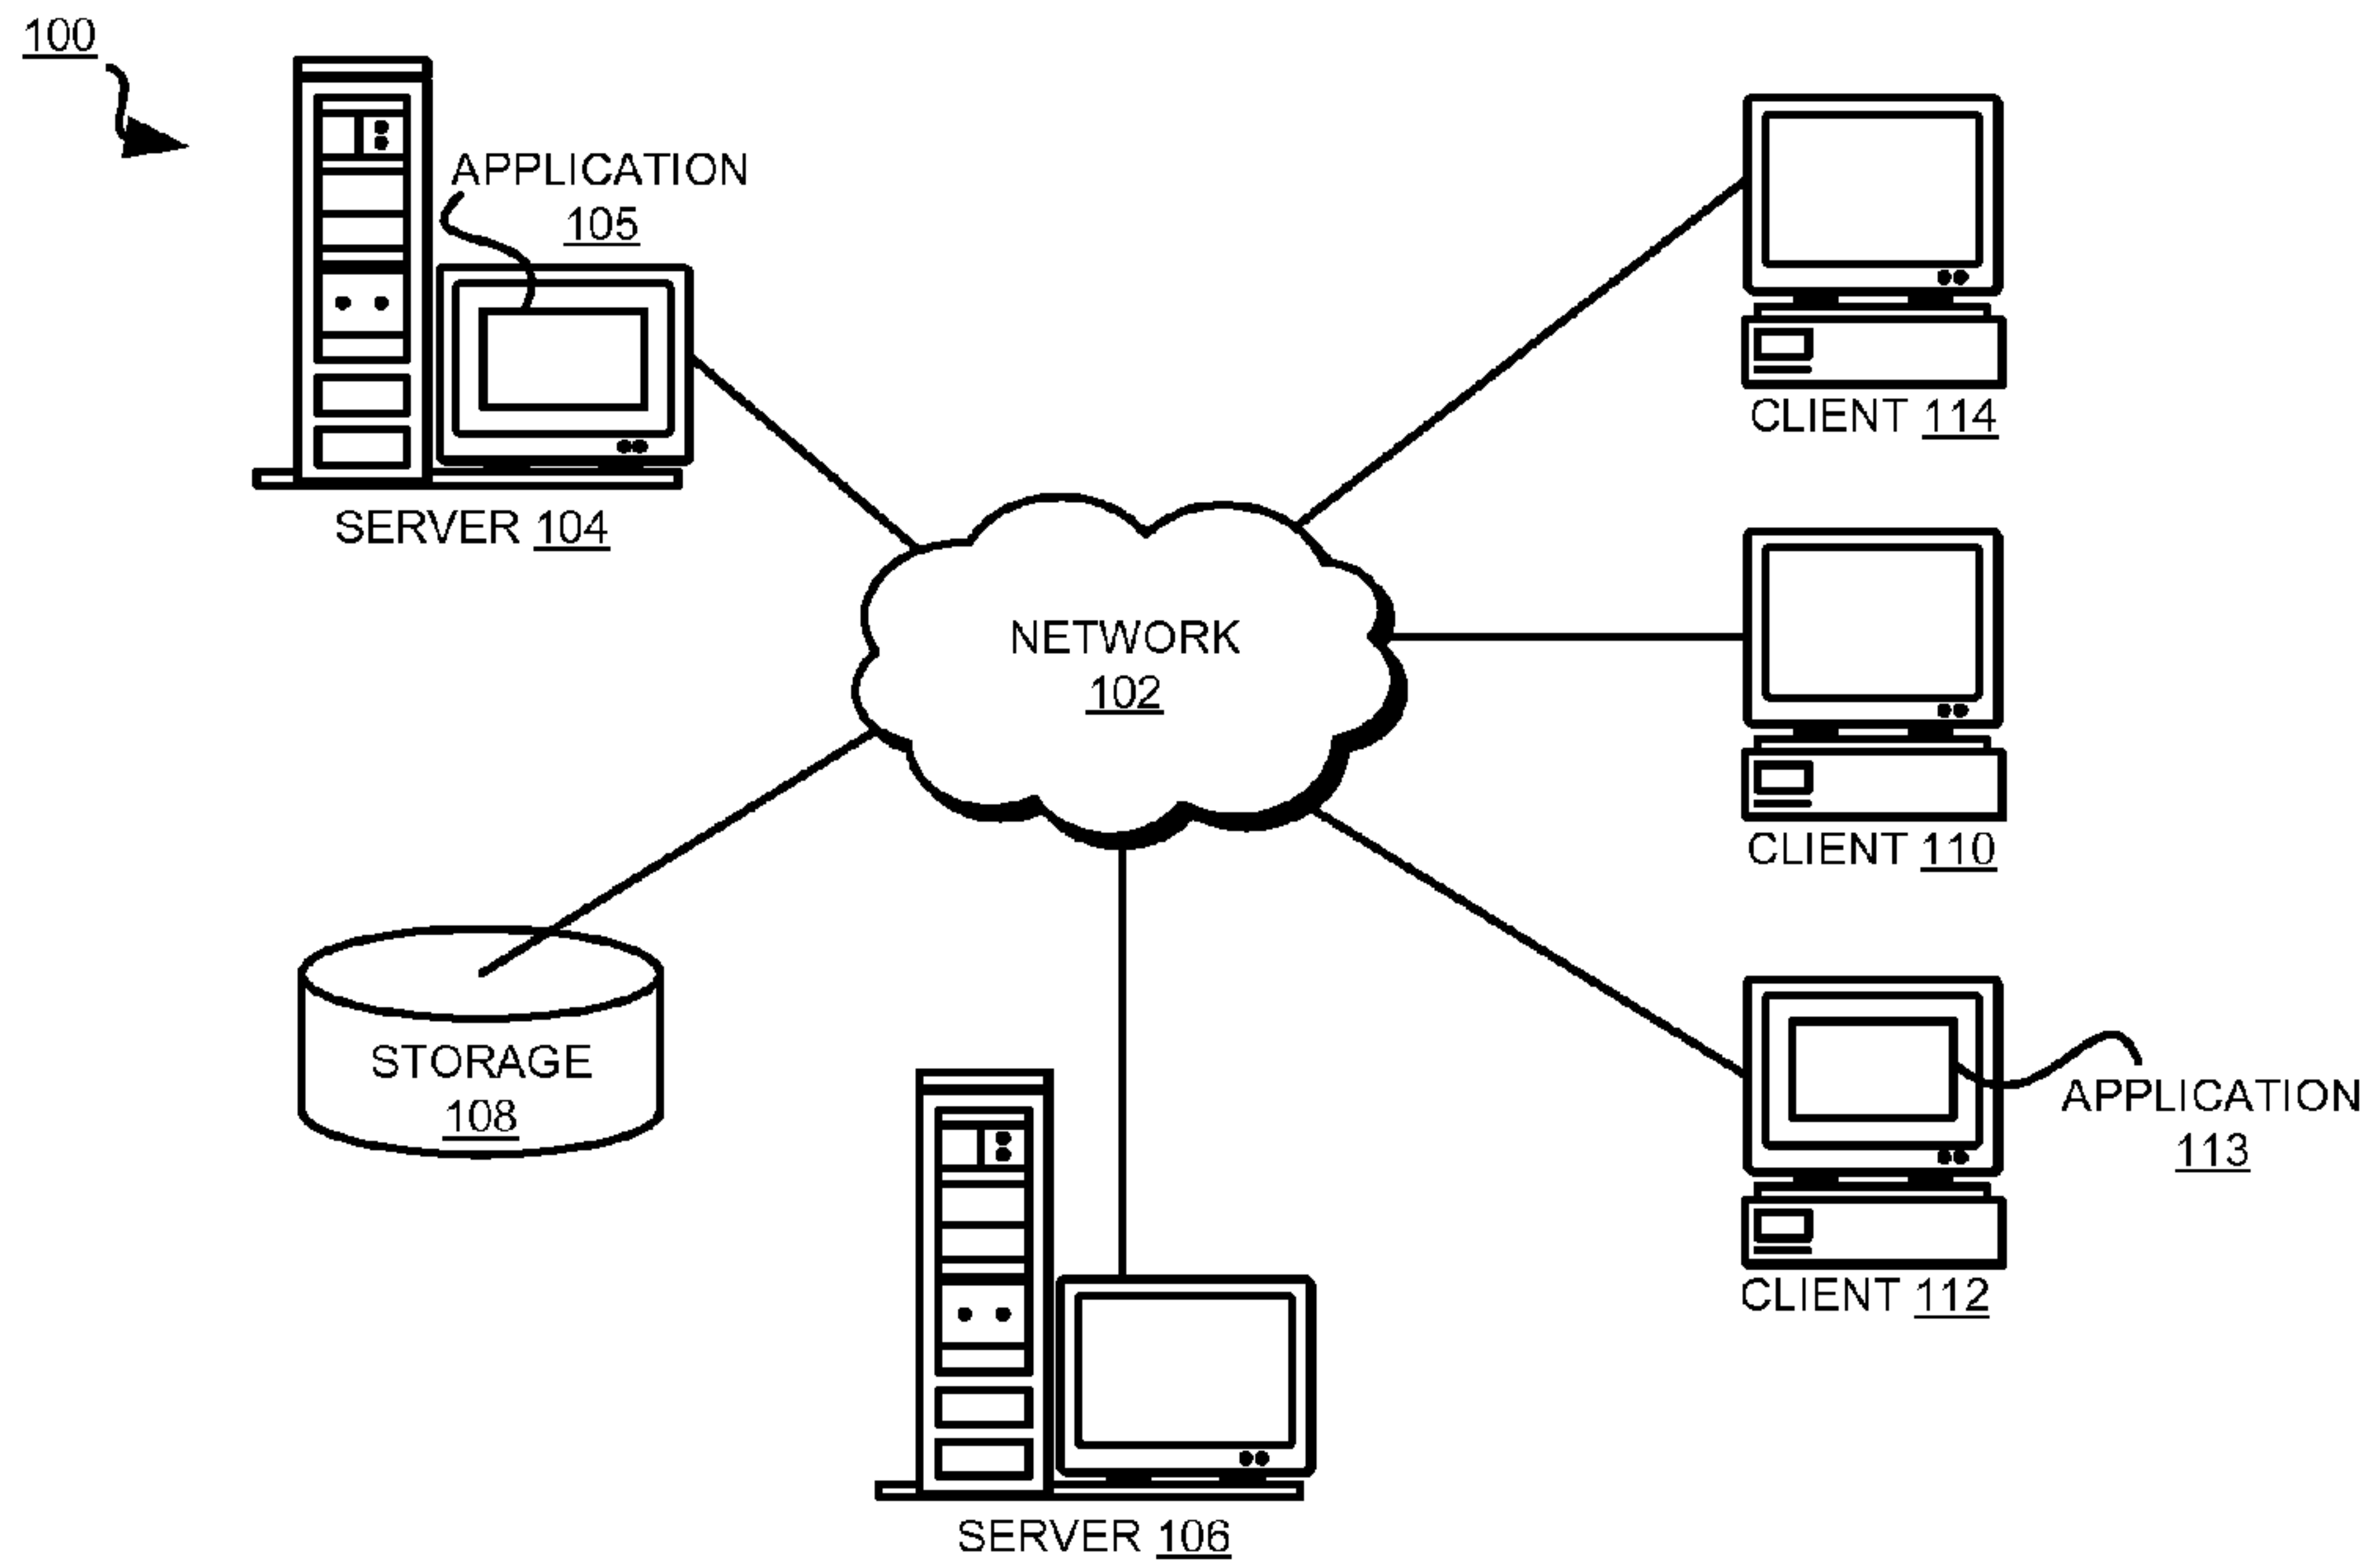 100
APPLICATION
105
SERVER 104
CLIENT 114
NETWORK
102
CLIENT 110
STORAGE
108
APPLICATION
113
CLIENT 112
SERVER 106